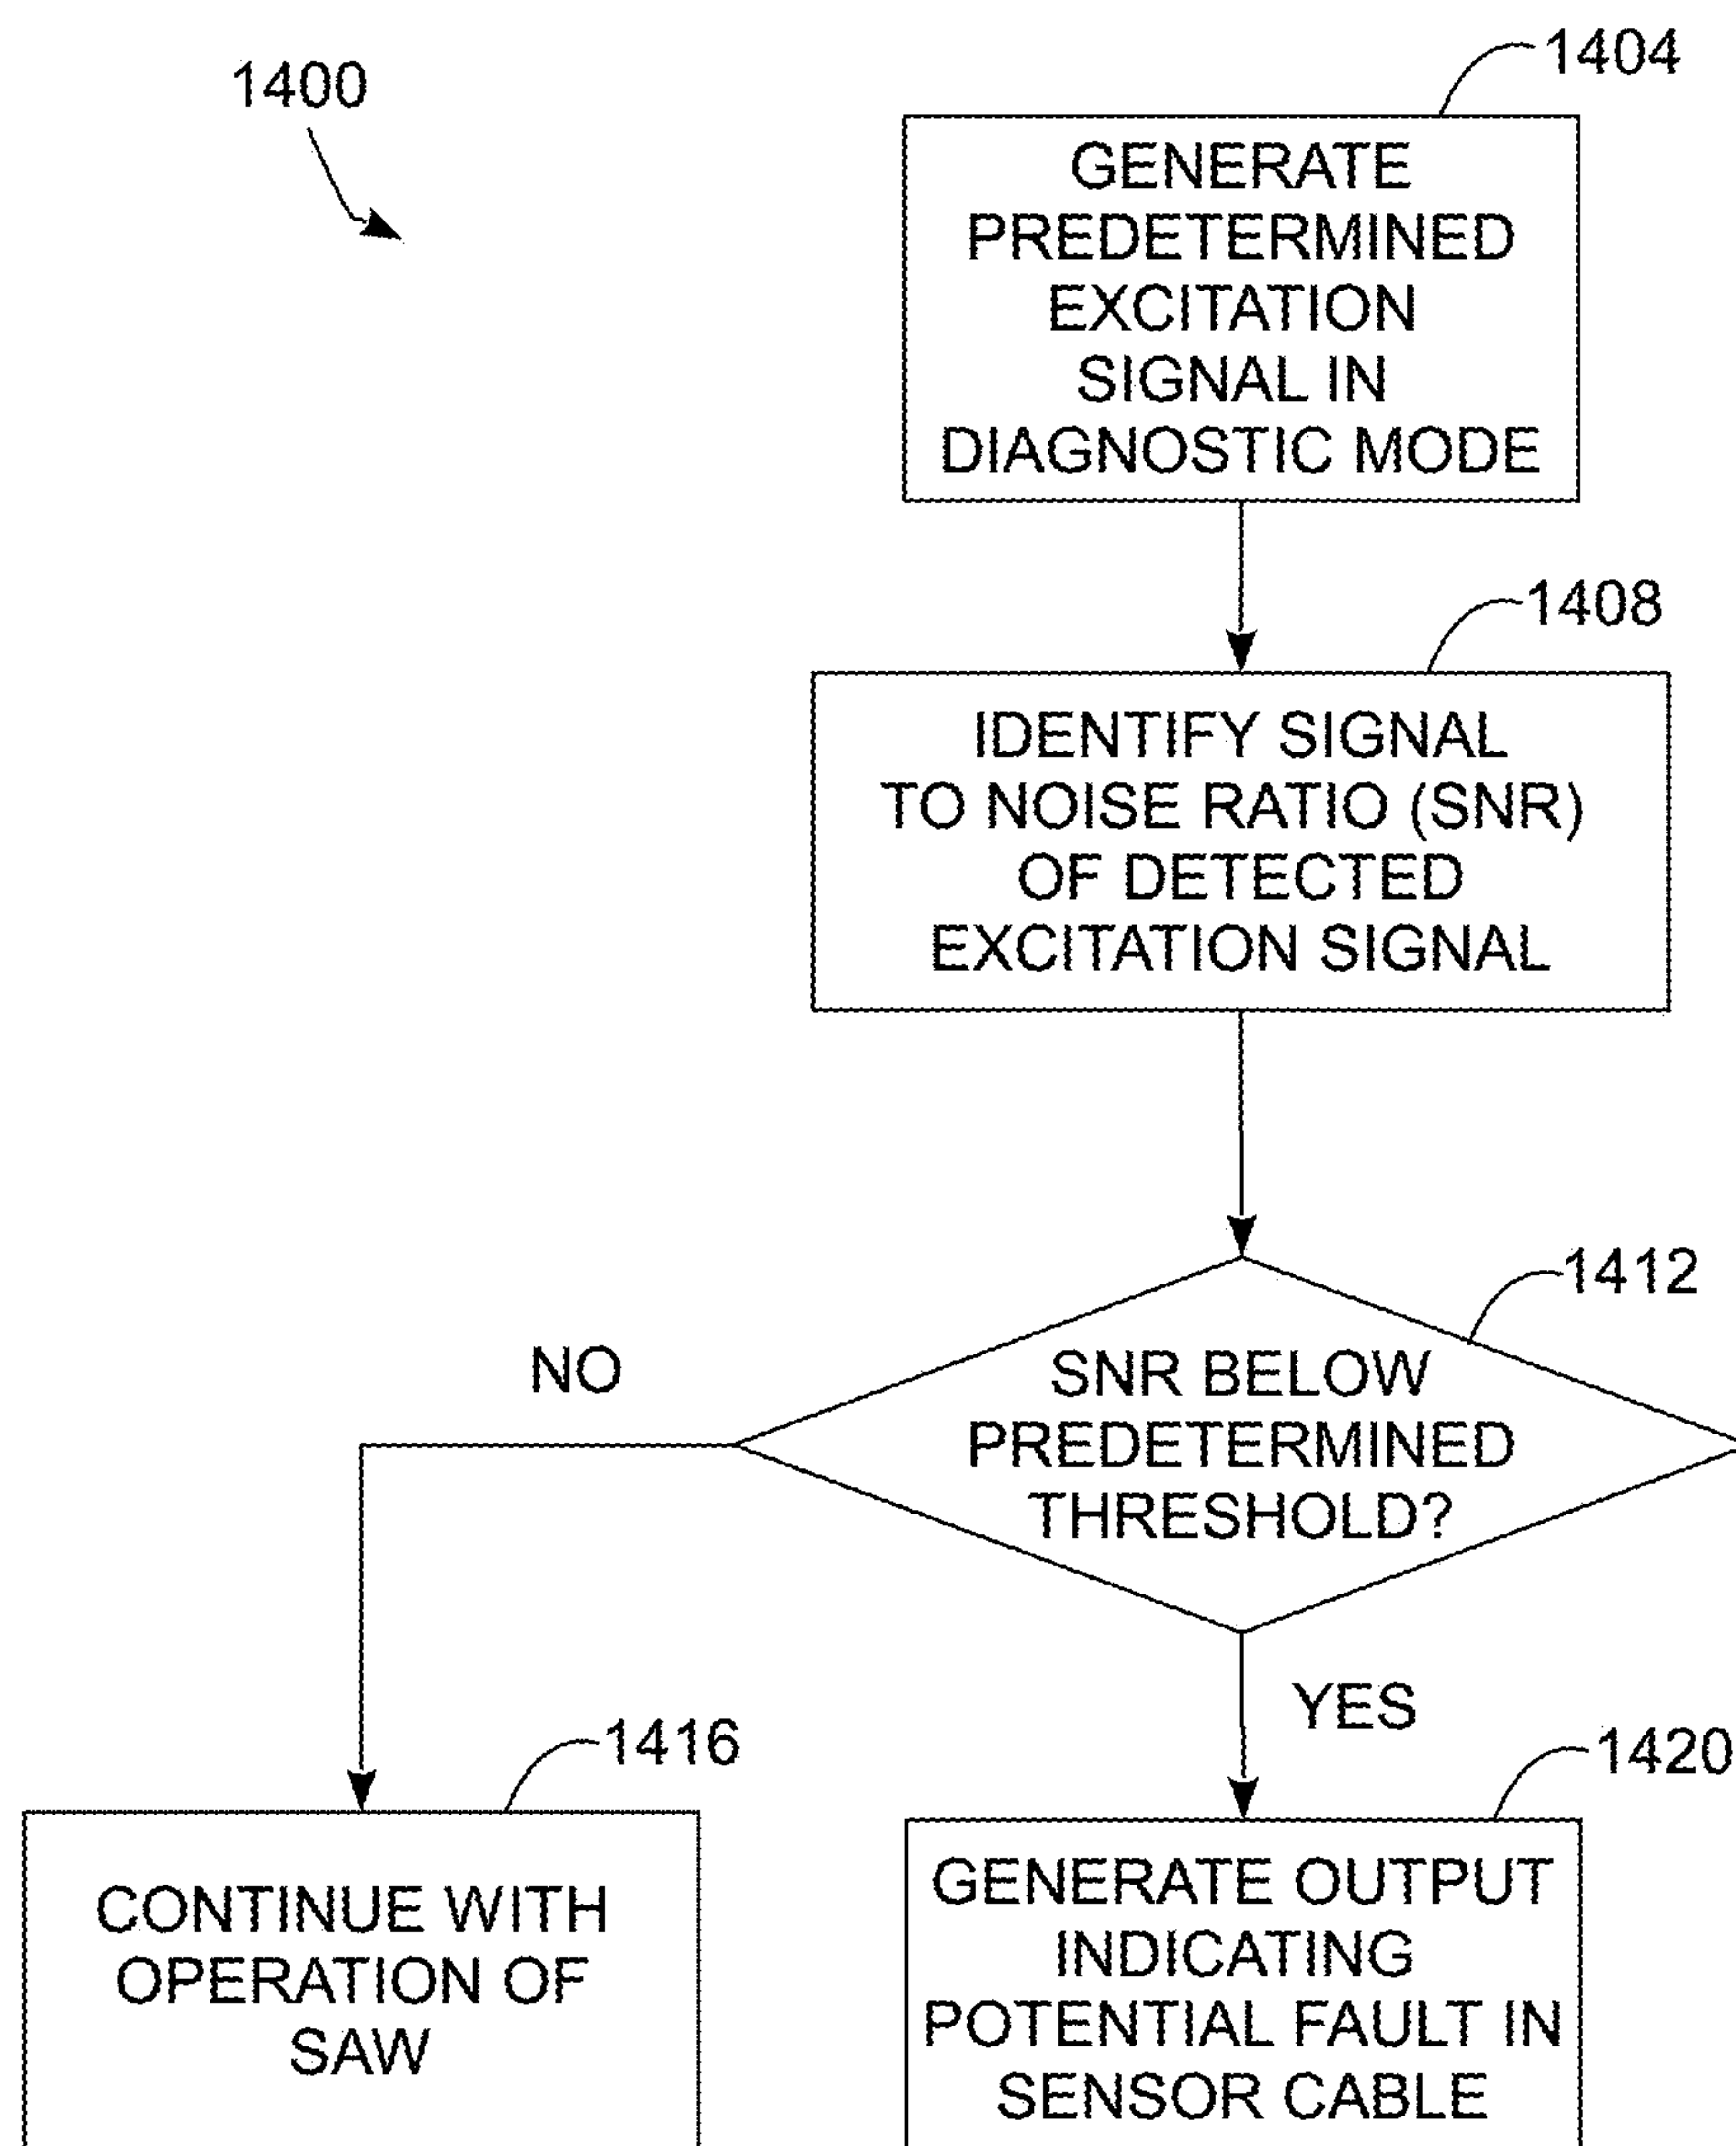 1400
1404
GENERATE
PREDETERMINED
EXCITATION
SIGNAL IN
DIAGNOSTIC MODE
1408
IDENTIFY SIGNAL
TO NOISE RATIO (SNR)
OF DETECTED
EXCITATION SIGNAL
1412
SNR BELOW
PREDETERMINED
THRESHOLD?
NO
YES
1416
CONTINUE WITH
OPERATION OF
SAW
1420
GENERATE OUTPUT
INDICATING
POTENTIAL FAULT IN
SENSOR CABLE